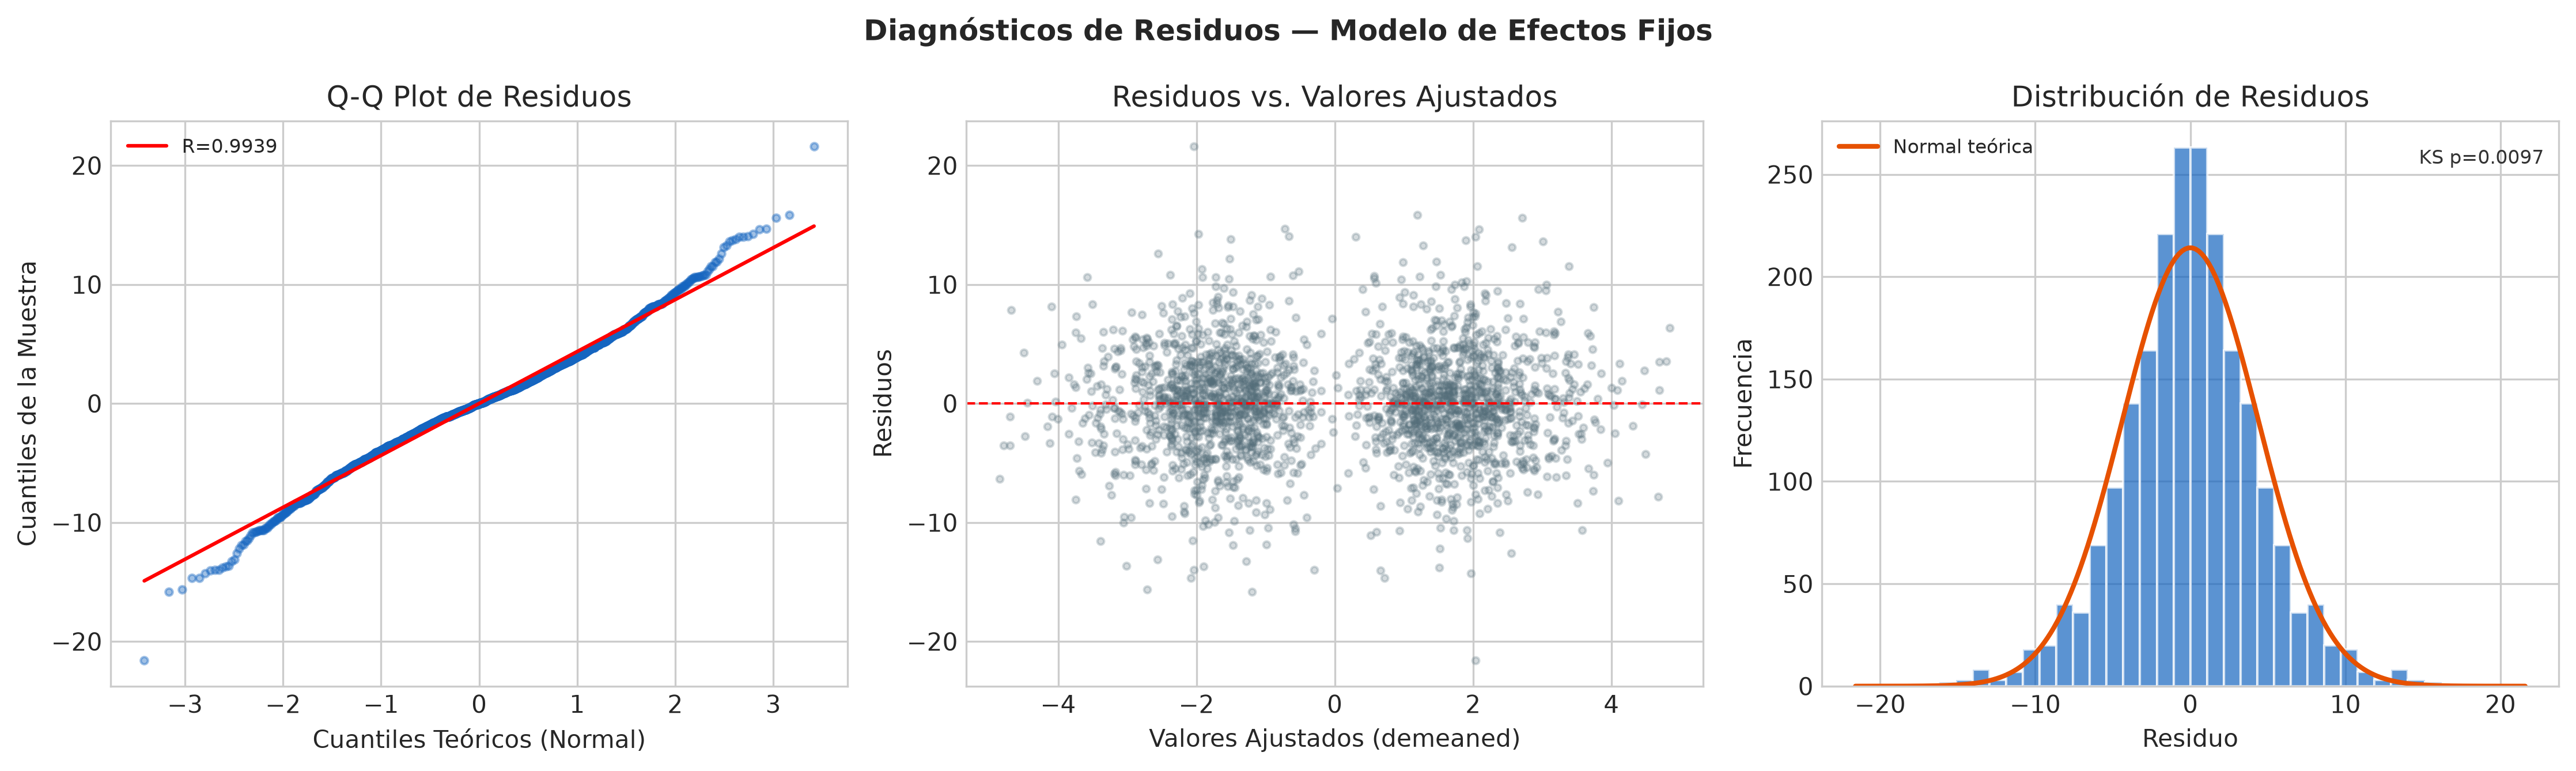 Diagnósticos de Residuos — Modelo de Efectos Fijos
Q-Q Plot de Residuos
R=0.9939
20
10
0
−10
−20
Cuantiles de la Muestra
−3 −2 −1 0 1 2 3
Cuantiles Teóricos (Normal)
Residuos vs. Valores Ajustados
20
10
0
−10
−20
Residuos
−4 −2 0 2 4
Valores Ajustados (demeaned)
Distribución de Residuos
Normal teórica
KS p=0.0097
250
200
150
100
50
0
Frecuencia
−20 −10 0 10 20
Residuo